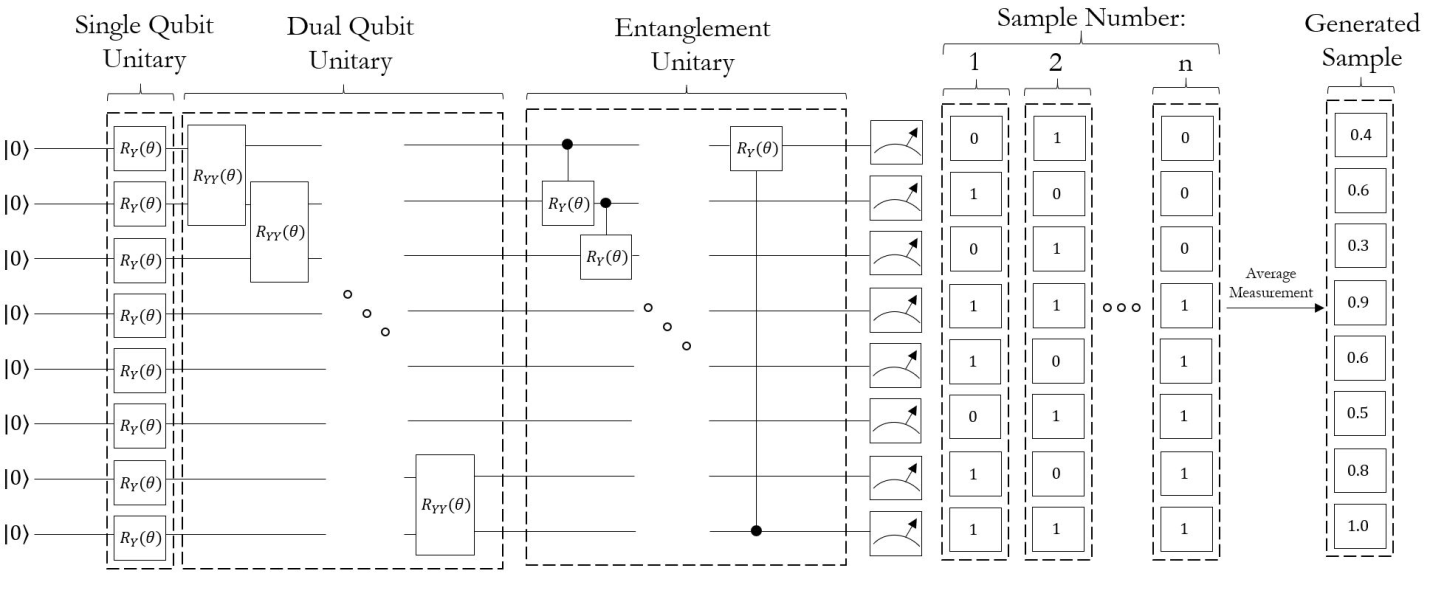 Single Qubit
Unitary
Dual Qubit
Unitary
Entanglement
Unitary
Sample Number:
1 2 n
Generated
Sample
|0⟩ R_Y(θ) R_YY(θ) R_Y(θ) 0 1 0 0.4
|0⟩ R_Y(θ) R_YY(θ) R_Y(θ) 1 0 0 0.6
|0⟩ R_Y(θ) R_Y(θ) 0 1 0 0.3
Average
Measurement
|0⟩ R_Y(θ) 1 1 1 0.9
|0⟩ R_Y(θ) 1 0 1 0.6
|0⟩ R_Y(θ) 0 1 1 0.5
|0⟩ R_Y(θ) R_YY(θ) 1 0 1 0.8
|0⟩ R_Y(θ) 1 1 1 1.0